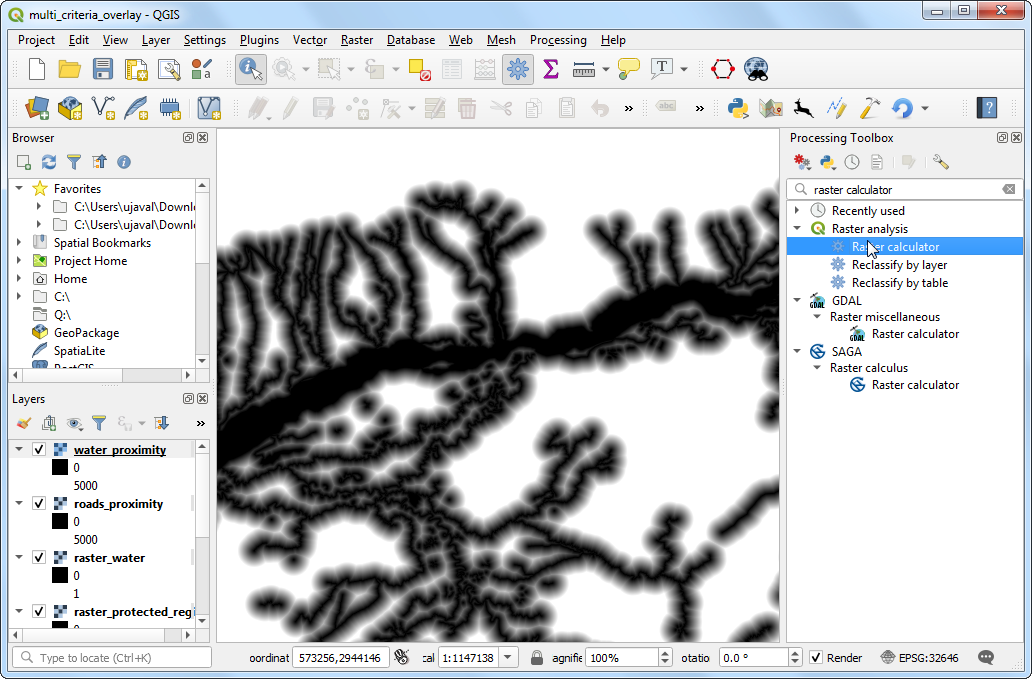 multi_criteria_overlay - QGIS
Project Edit View Layer Settings Plugins Vector Raster Database Web Mesh Processing Help
Σ T
abc
» »
?
Browser
Favorites
C:\Users\ujaval\Downl
C:\Users\ujaval\Downl
Spatial Bookmarks
Project Home
Home
C:\
Q:\
GeoPackage
SpatiaLite
PostGIS
Layers
»
water_proximity
0
5000
roads_proximity
0
5000
raster_water
0
1
raster_protected_regi
0
Processing Toolbox
raster calculator
Recently used
Raster analysis
Raster calculator
Reclassify by layer
Reclassify by table
GDAL
Raster miscellaneous
Raster calculator
SAGA
Raster calculus
Raster calculator
Type to locate (Ctrl+K)
oordinat 573256,2944146 cal 1:1147138 agnifie 100% otatio 0.0 ° Render EPSG:32646